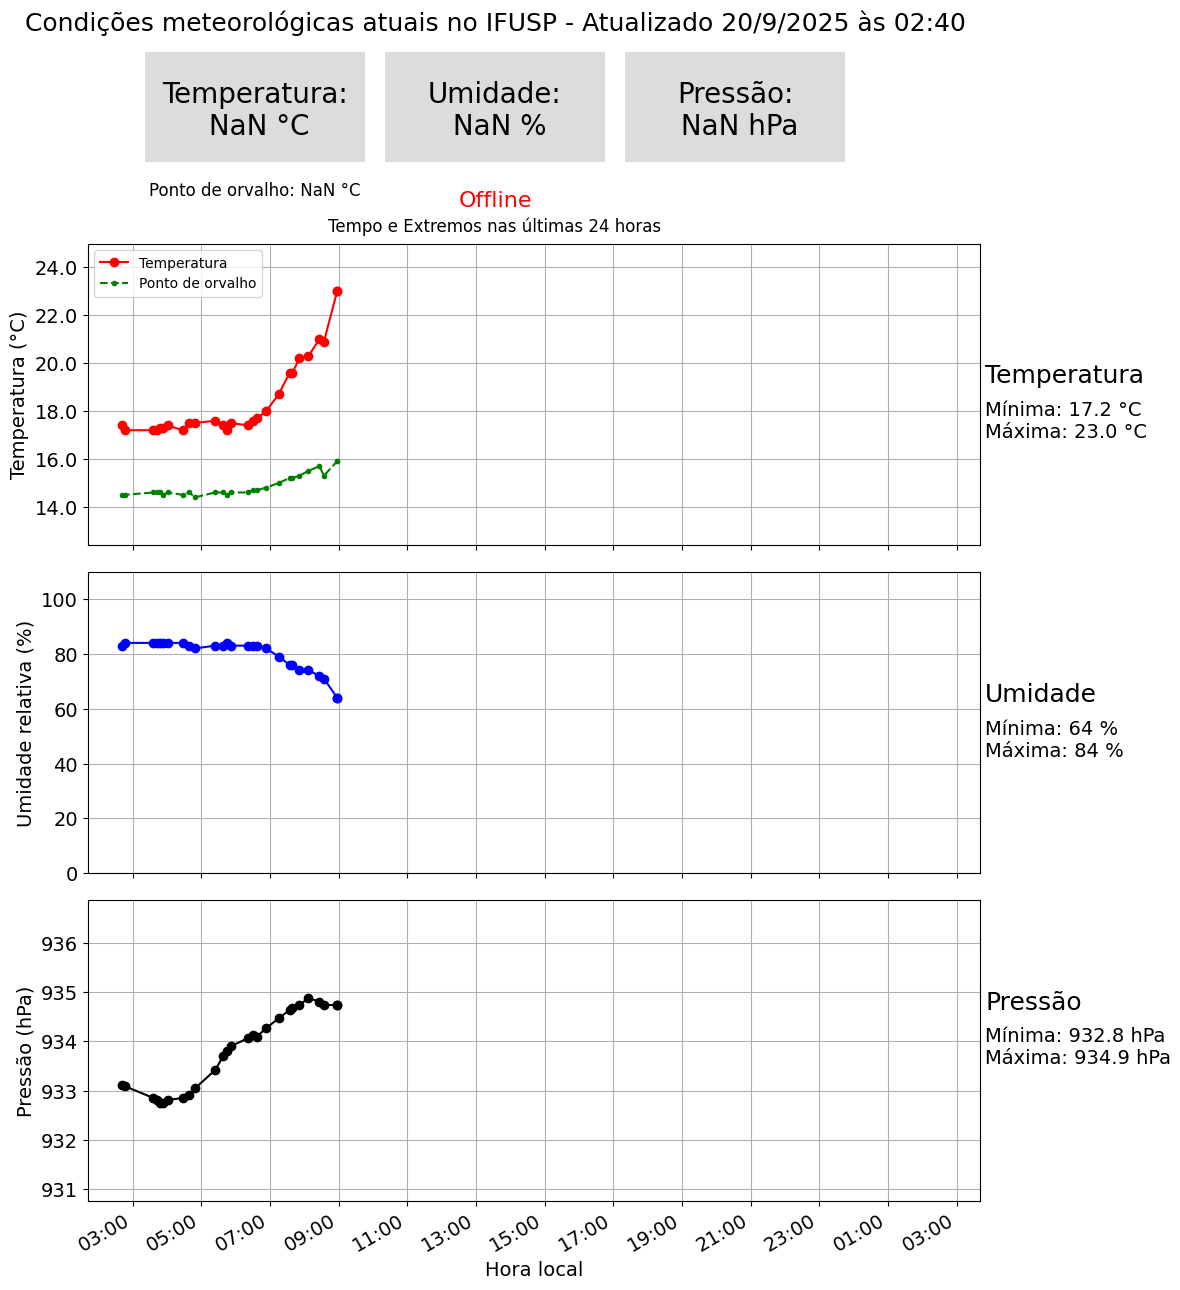 Condições meteorológicas atuais no IFUSP - Atualizado 20/9/2025 às 02:40
Temperatura:
NaN °C
Umidade:
NaN %
Pressão:
NaN hPa
Ponto de orvalho: NaN °C
Offline
Tempo e Extremos nas últimas 24 horas
Temperatura
Ponto de orvalho
24.0
22.0
20.0
18.0
16.0
14.0
Temperatura (°C)
Temperatura
Mínima: 17.2 °C
Máxima: 23.0 °C
100
80
60
40
20
0
Umidade relativa (%)
Umidade
Mínima: 64 %
Máxima: 84 %
936
935
934
933
932
931
Pressão (hPa)
Pressão
Mínima: 932.8 hPa
Máxima: 934.9 hPa
03:00 05:00 07:00 09:00 11:00 13:00 15:00 17:00 19:00 21:00 23:00 01:00 03:00
Hora local